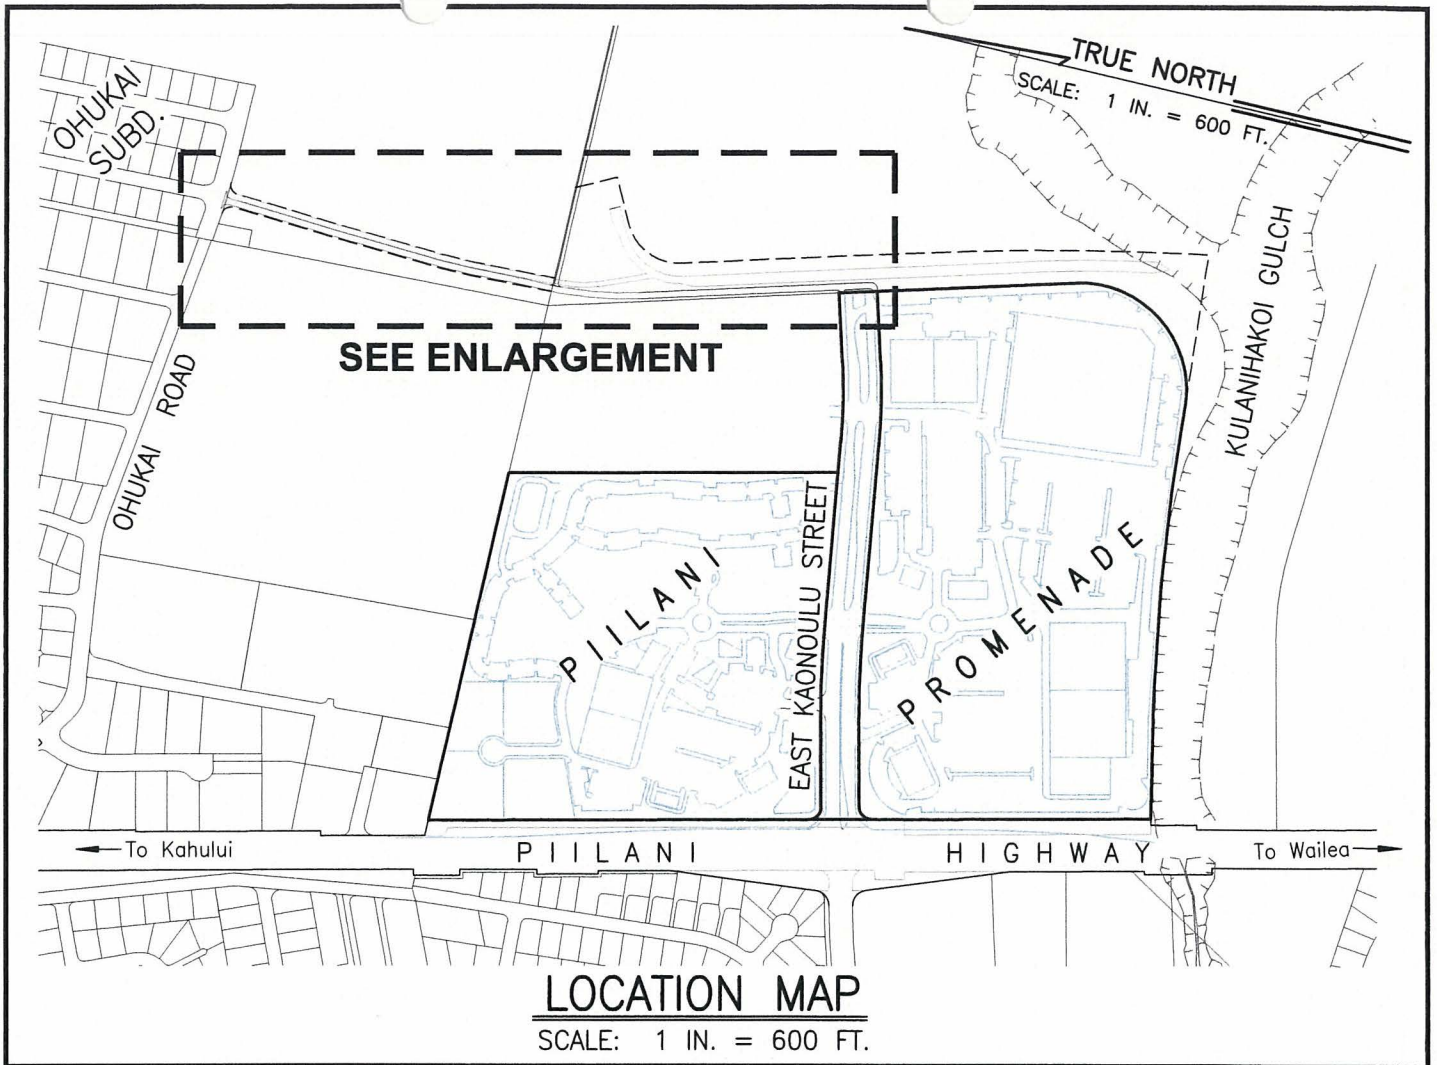 OHUKAI
SUBD.
TRUE NORTH
SCALE: 1 IN. = 600 FT.
SEE ENLARGEMENT
OHUKAI ROAD
KULANIHAKOI GULCH
PIILANI
EAST KAONOULU STREET
PROMENADE
To Kahului
PIILANI HIGHWAY
To Wailea
LOCATION MAP
SCALE: 1 IN. = 600 FT.